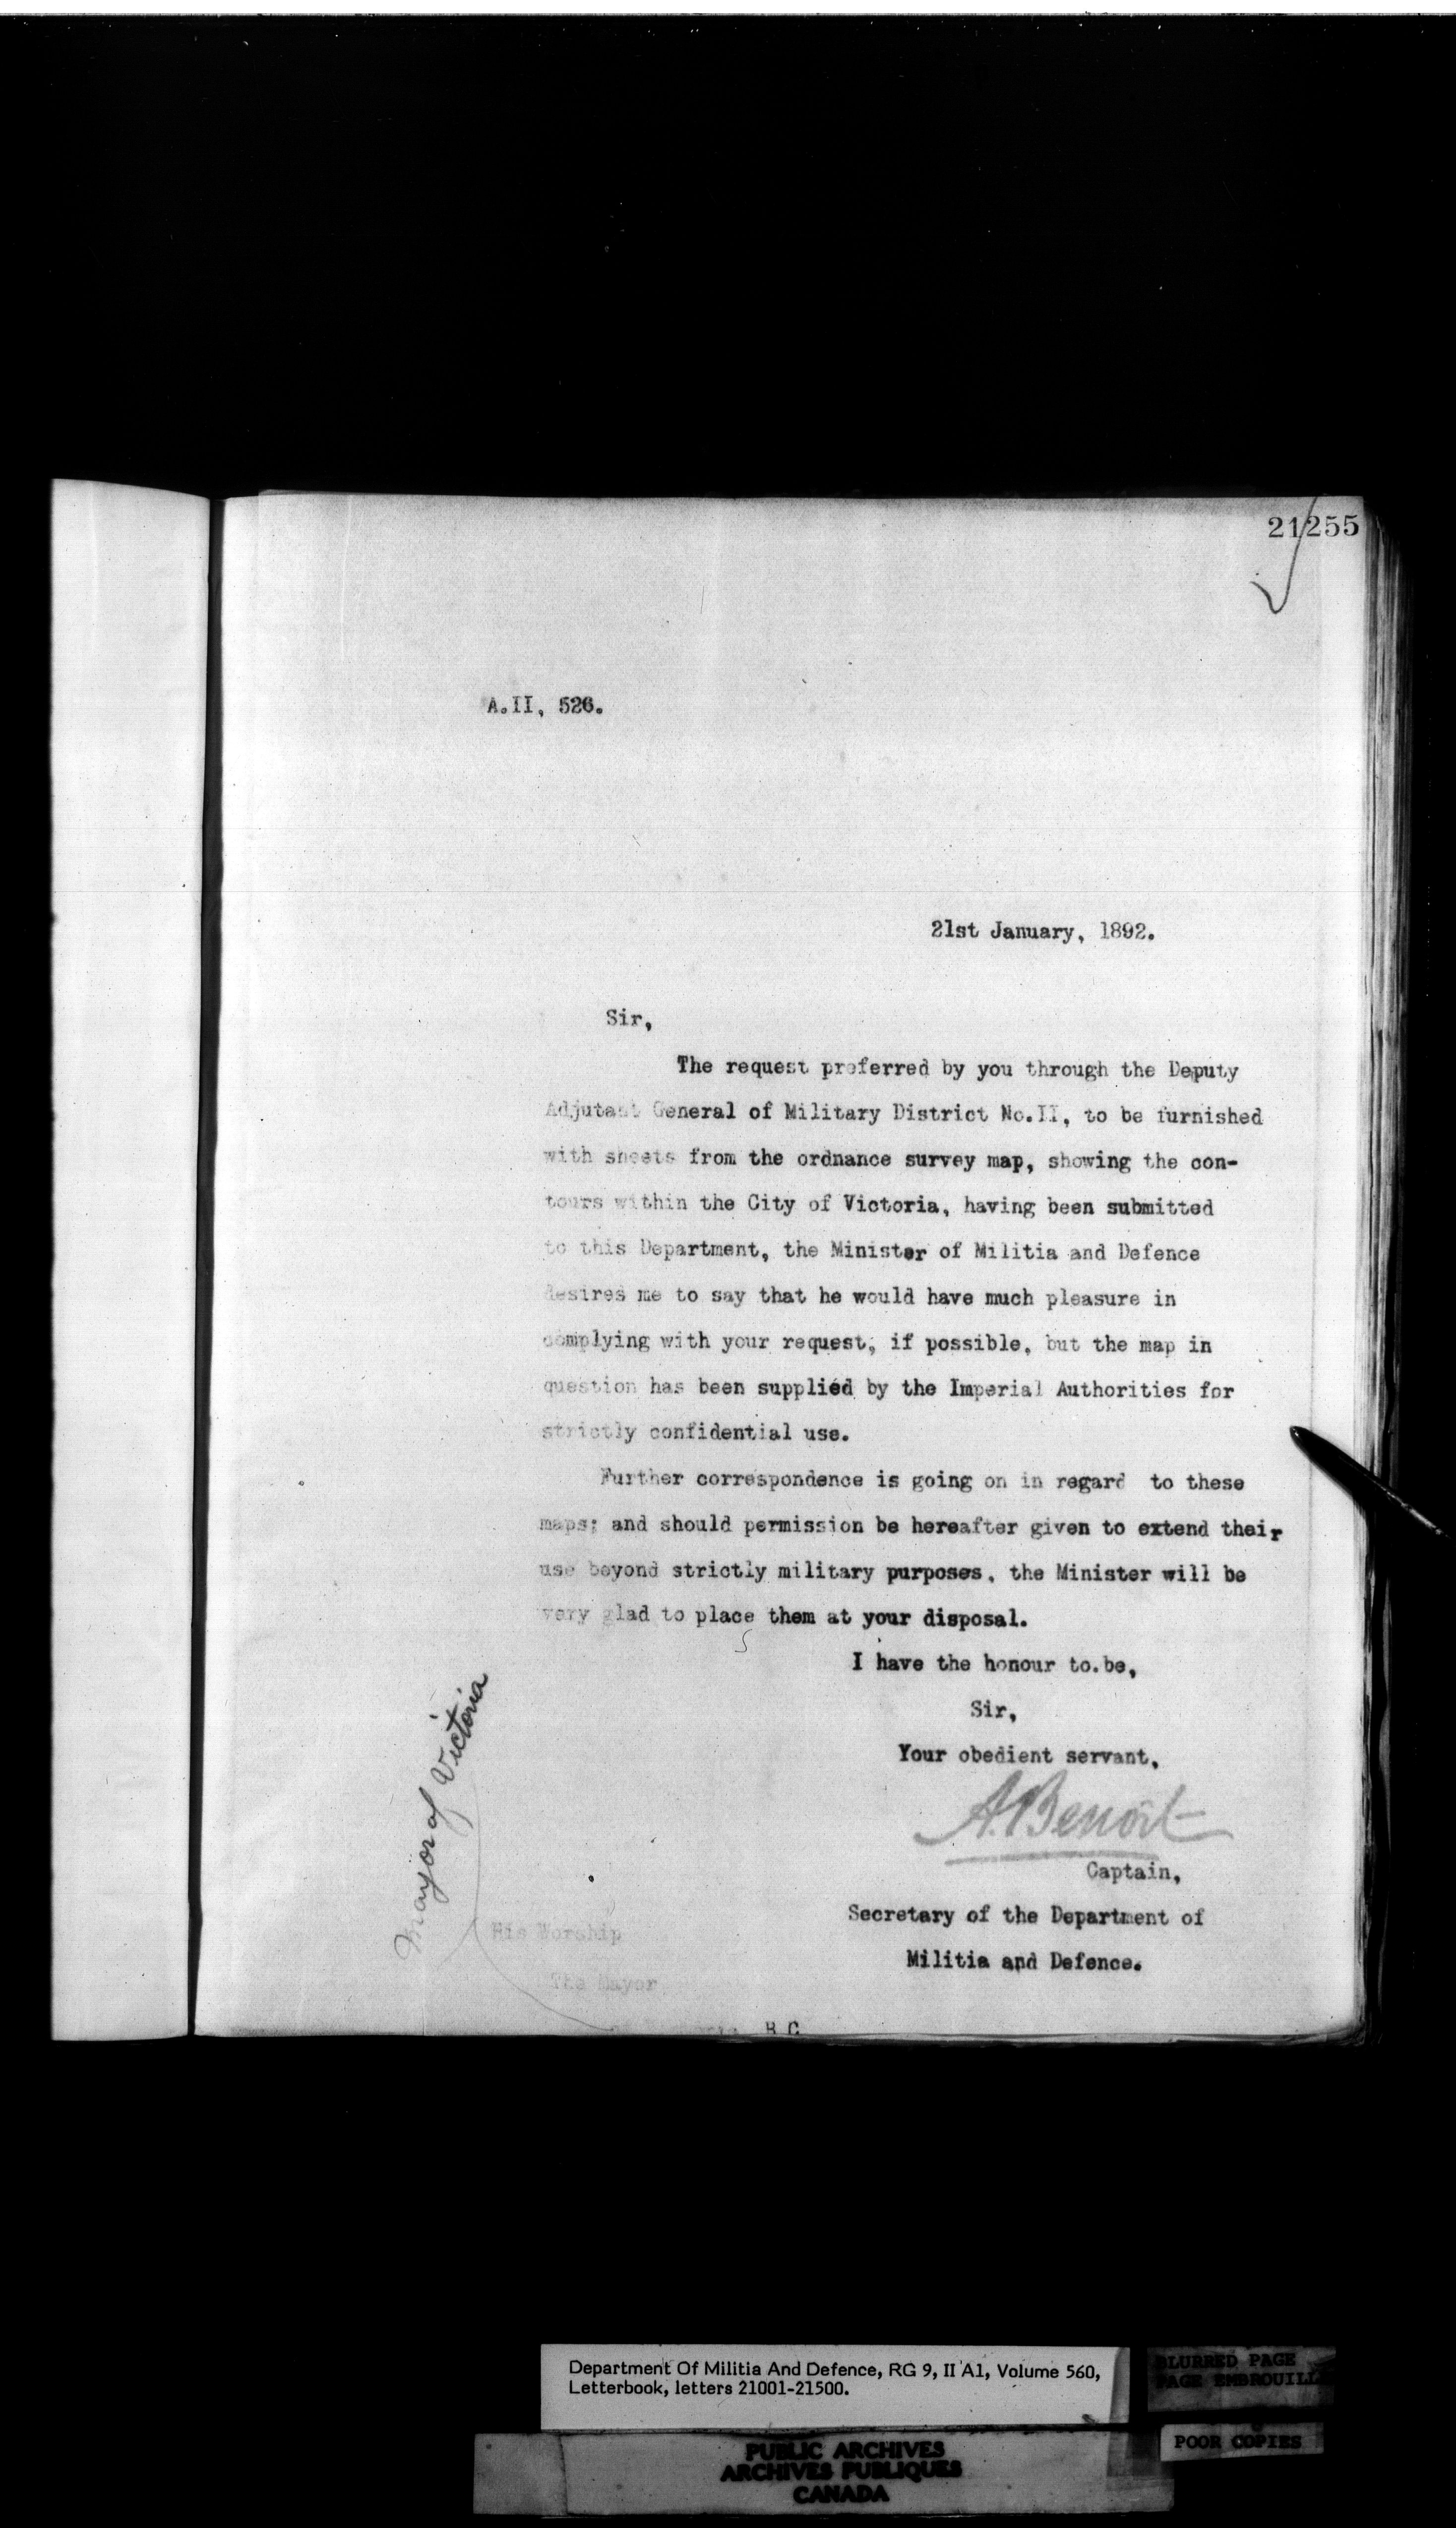 21255
A.II, 526.
21st January, 1892.
Sir,
The request preferred by you through the Deputy
Adjutant General of Military District No.II, to be furnished
with sheets from the ordnance survey map, showing the con-
tours within the City of Victoria, having been submitted
to this Department, the Minister of Militia and Defence
desires me to say that he would have much pleasure in
complying with your request, if possible, but the map in
question has been supplied by the Imperial Authorities for
strictly confidential use.
Further correspondence is going on in regard to these
maps; and should permission be hereafter given to extend their
use beyond strictly military purposes, the Minister will be
very glad to place them at your disposal.
I have the honour to be,
Sir,
Your obedient servant,
A. Benoit
Captain,
Secretary of the Department of
Militia and Defence.
Mayor of Victoria
His Worship
The Mayor
B.C.
Department Of Militia And Defence, RG 9, II A1, Volume 560,
Letterbook, letters 21001-21500.
BLURRED PAGE
PAGE EMBROUILL
POOR COPIES
PUBLIC ARCHIVES
ARCHIVES PUBLIQUES
CANADA